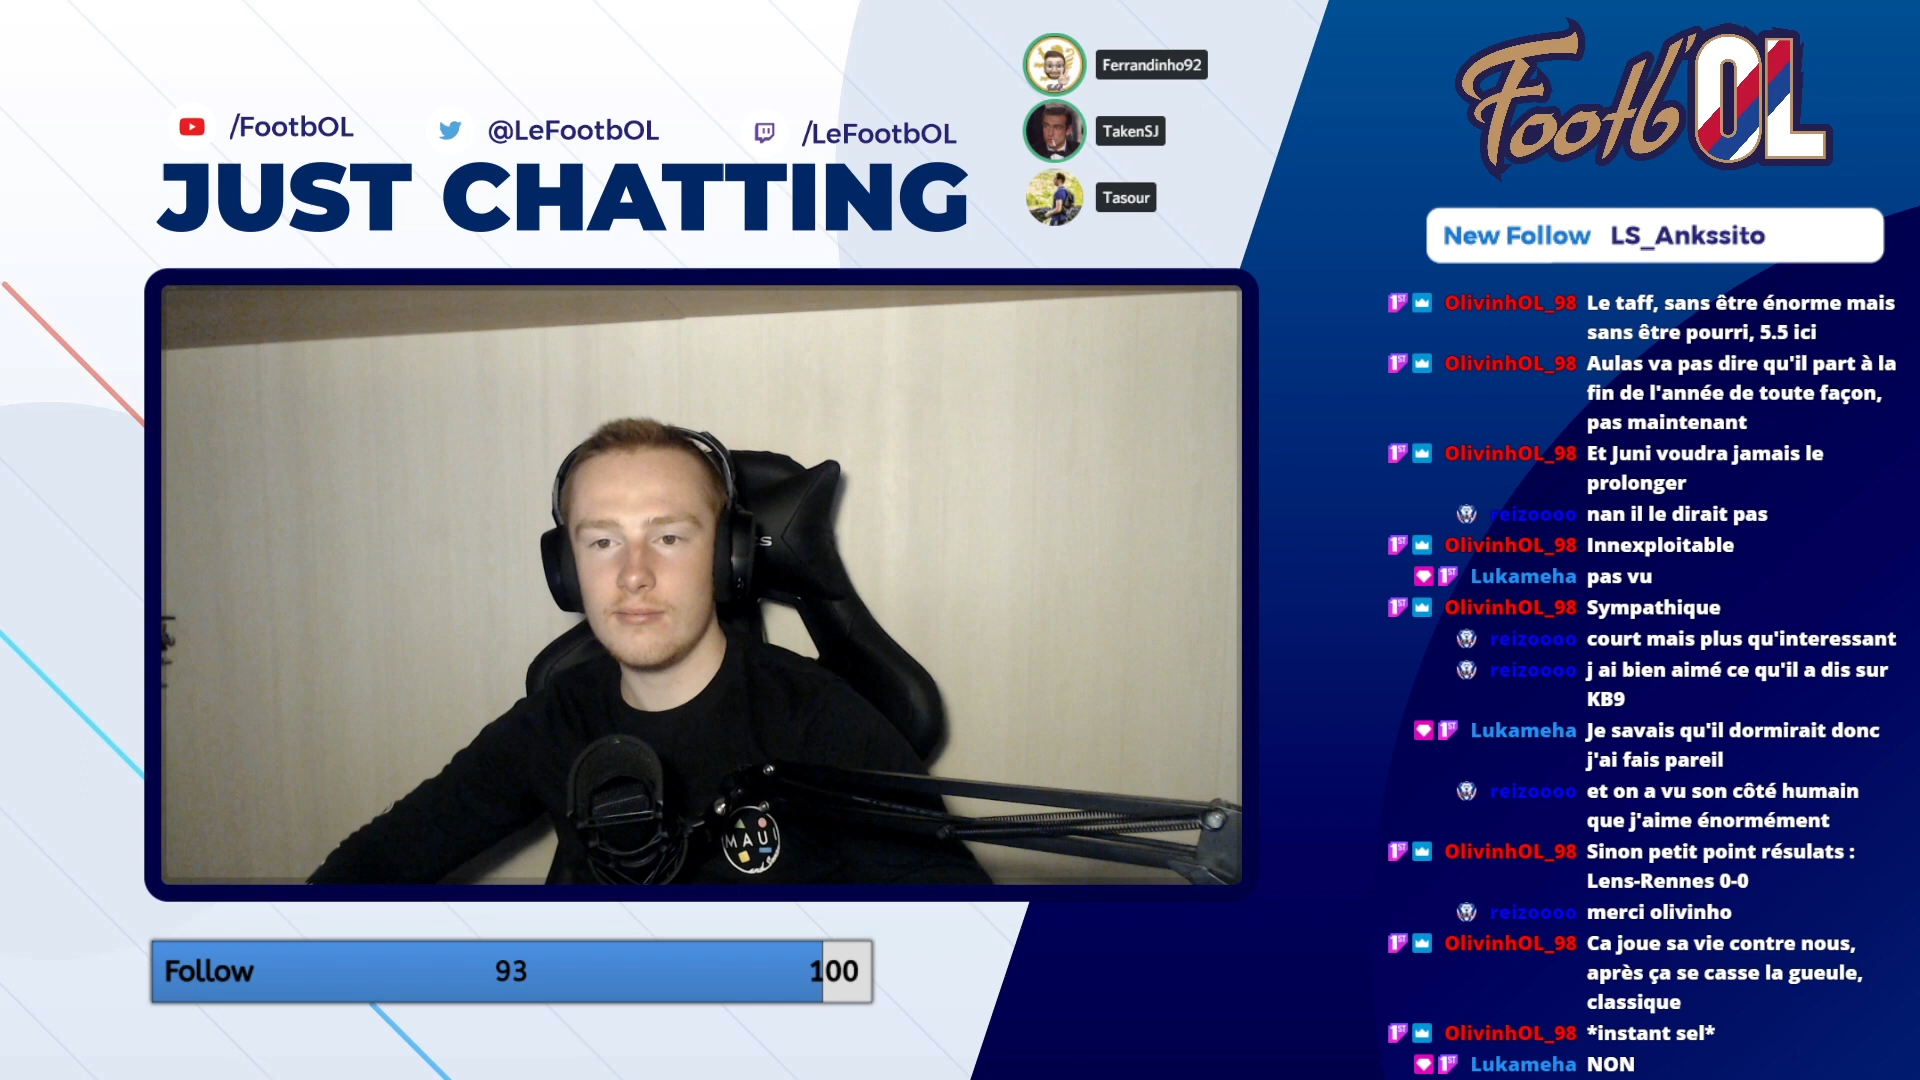 /FootbOL
@LeFootbOL
/LeFootbOL
JUST CHATTING
Ferrandinho92
TakenSJ
Tasour
Footb'OL
New Follow LS_Ankssito
OlivinhOL_98 Le taff, sans être énorme mais
sans être pourri, 5.5 ici
OlivinhOL_98 Aulas va pas dire qu'il part à la
fin de l'année de toute façon,
pas maintenant
OlivinhOL_98 Et Juni voudra jamais le
prolonger
reizoooo nan il le dirait pas
OlivinhOL_98 Innexploitable
Lukameha pas vu
OlivinhOL_98 Sympathique
reizoooo court mais plus qu'interessant
reizoooo j ai bien aimé ce qu'il a dis sur
KB9
Lukameha Je savais qu'il dormirait donc
j'ai fais pareil
reizoooo et on a vu son côté humain
que j'aime énormément
OlivinhOL_98 Sinon petit point résulats :
Lens-Rennes 0-0
reizoooo merci olivinho
OlivinhOL_98 Ca joue sa vie contre nous,
après ça se casse la gueule,
classique
OlivinhOL_98 *instant sel*
Lukameha NON
MAUI
and Sons
Follow 93 100